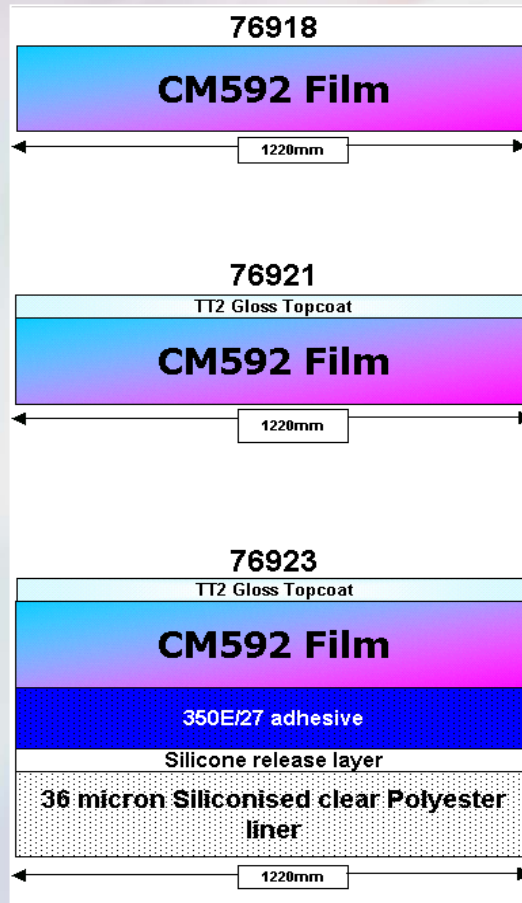 76918
CM592 Film
1220mm
76921
TT2 Gloss Topcoat
CM592 Film
1220mm
76923
TT2 Gloss Topcoat
CM592 Film
350E/27 adhesive
Silicone release layer
36 micron Siliconised clear Polyester
liner
1220mm